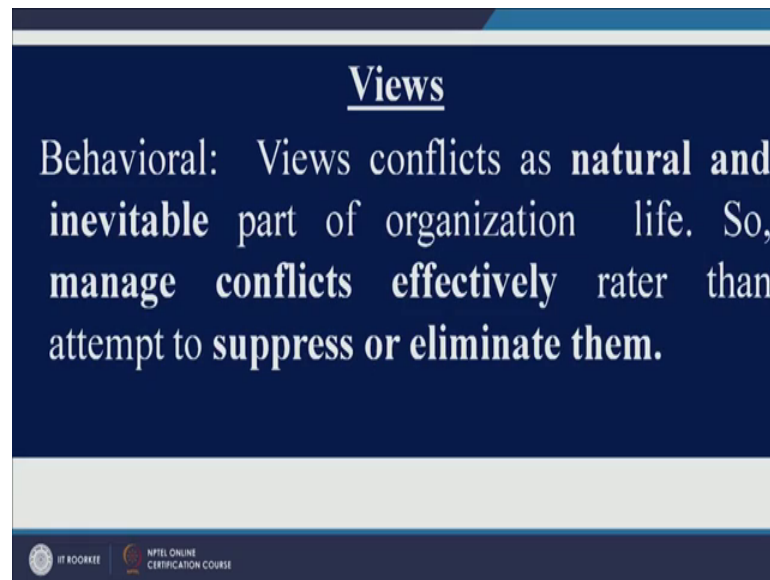 Views
Behavioral: Views conflicts as natural and
inevitable part of organization life. So,
manage conflicts effectively rater than
attempt to suppress or eliminate them.
IIT ROORKEE
NPTEL ONLINE
CERTIFICATION COURSE